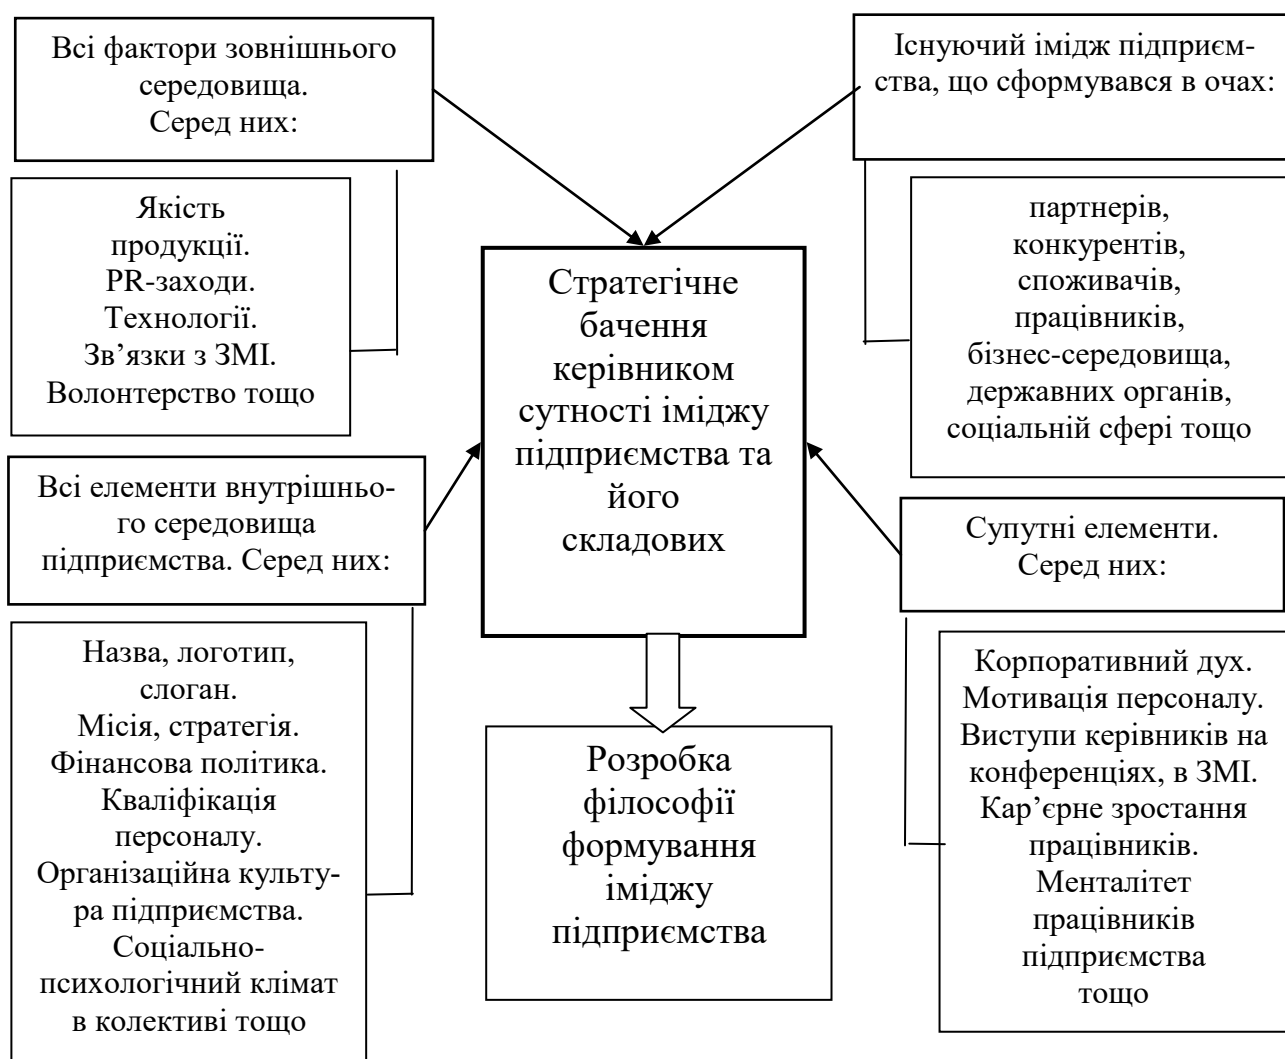 Всі фактори зовнішнього
середовища.
Серед них:
Існуючий імідж підприєм-
ства, що сформувався в очах:
Якість
продукції.
PR-заходи.
Технології.
Зв’язки з ЗМІ.
Волонтерство тощо
партнерів,
конкурентів,
споживачів,
працівників,
бізнес-середовища,
державних органів,
соціальній сфері тощо
Стратегічне
бачення
керівником
сутності іміджу
підприємства та
його
складових
Всі елементи внутрішньо-
го середовища
підприємства. Серед них:
Супутні елементи.
Серед них:
Назва, логотип,
слоган.
Місія, стратегія.
Фінансова політика.
Кваліфікація
персоналу.
Організаційна культу-
ра підприємства.
Соціально-
психологічний клімат
в колективі тощо
Розробка
філософії
формування
іміджу
підприємства
Корпоративний дух.
Мотивація персоналу.
Виступи керівників на
конференціях, в ЗМІ.
Кар’єрне зростання
працівників.
Менталітет
працівників
підприємства
тощо